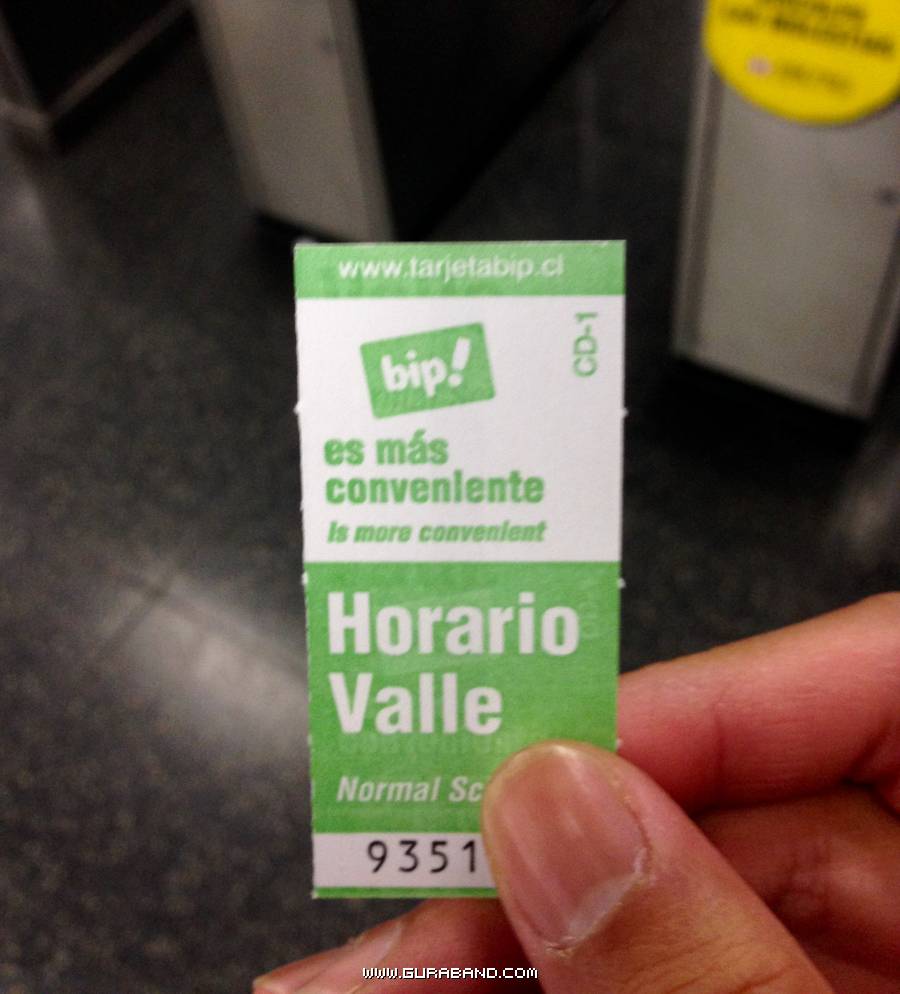 www.tarjetabip.cl
CD-1
bip!
es más
conveniente
Is more convenient
Horario
Valle
Normal Sc
9351
www.GURABAND.COM